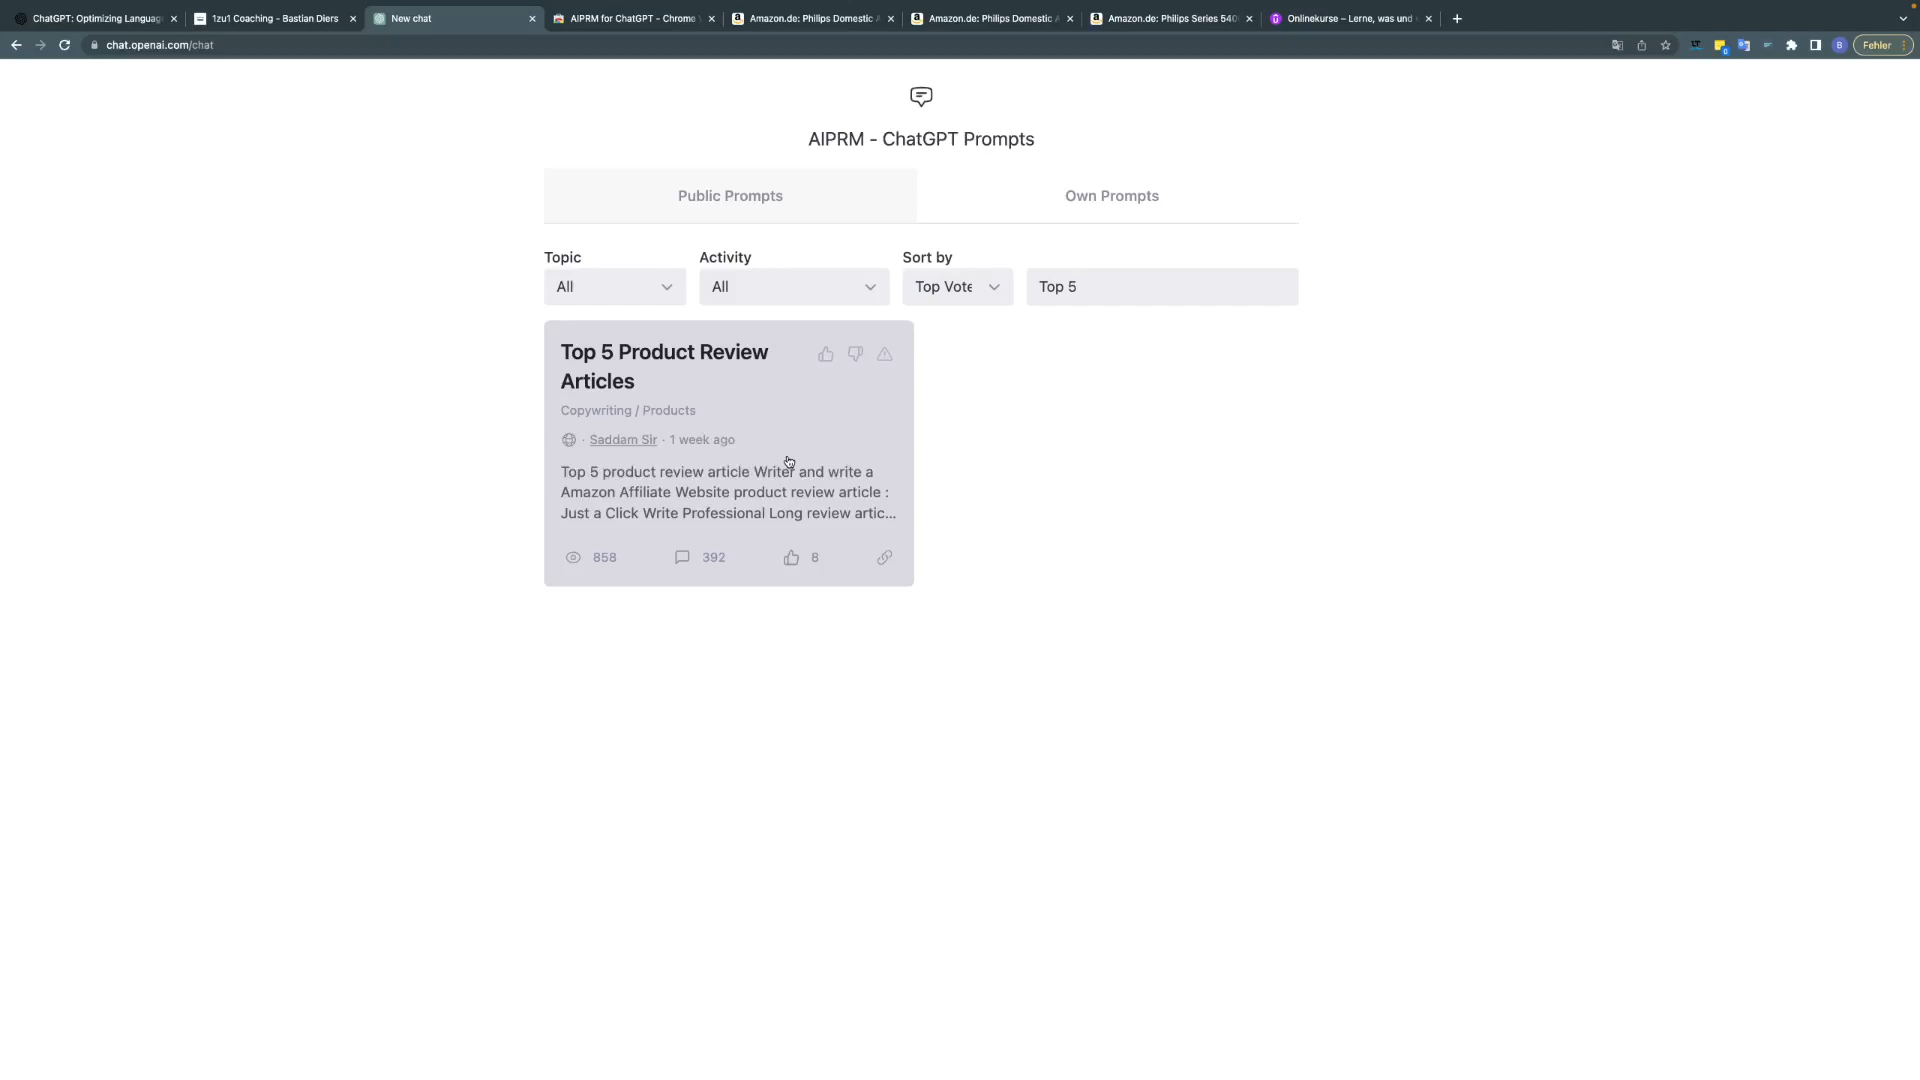 ChatGPT: Optimizing Languag
1zu1 Coaching - Bastian Diers
New chat
AIPRM for ChatGPT - Chrome
Amazon.de: Philips Domestic
Amazon.de: Philips Domestic
Amazon.de: Philips Series 540
Onlinekurse – Lerne, was und
chat.openai.com/chat
B
Fehler
AIPRM - ChatGPT Prompts
Public Prompts
Own Prompts
Topic
Activity
Sort by
All
All
Top Vote
Top 5
Top 5 Product Review
Articles
Copywriting / Products
· Saddam Sir · 1 week ago
Top 5 product review article Writer and write a
Amazon Affiliate Website product review article :
Just a Click Write Professional Long review artic...
858
392
8